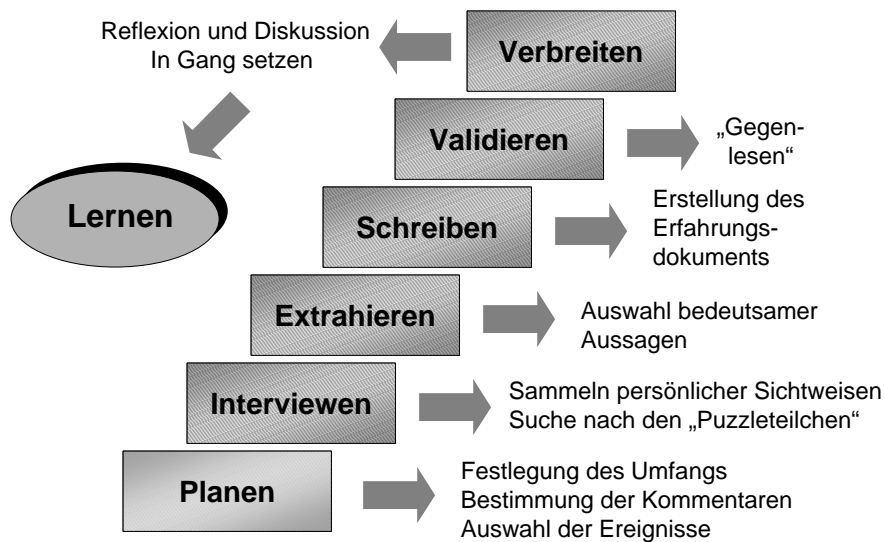 Reflexion und Diskussion
In Gang setzen
Verbreiten
Validieren
„Gegen-
lesen“
Lernen
Schreiben
Erstellung des
Erfahrungs-
dokuments
Extrahieren
Auswahl bedeutsamer
Aussagen
Interviewen
Sammeln persönlicher Sichtweisen
Suche nach den „Puzzleteilchen“
Planen
Festlegung des Umfangs
Bestimmung der Kommentaren
Auswahl der Ereignisse